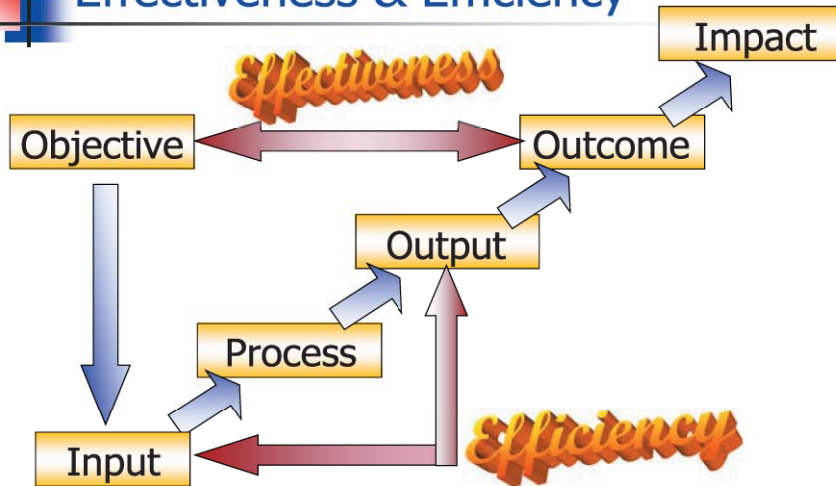 Effectiveness & Efficiency
Impact
Effectiveness
Objective
Outcome
Output
Process
Efficiency
Input